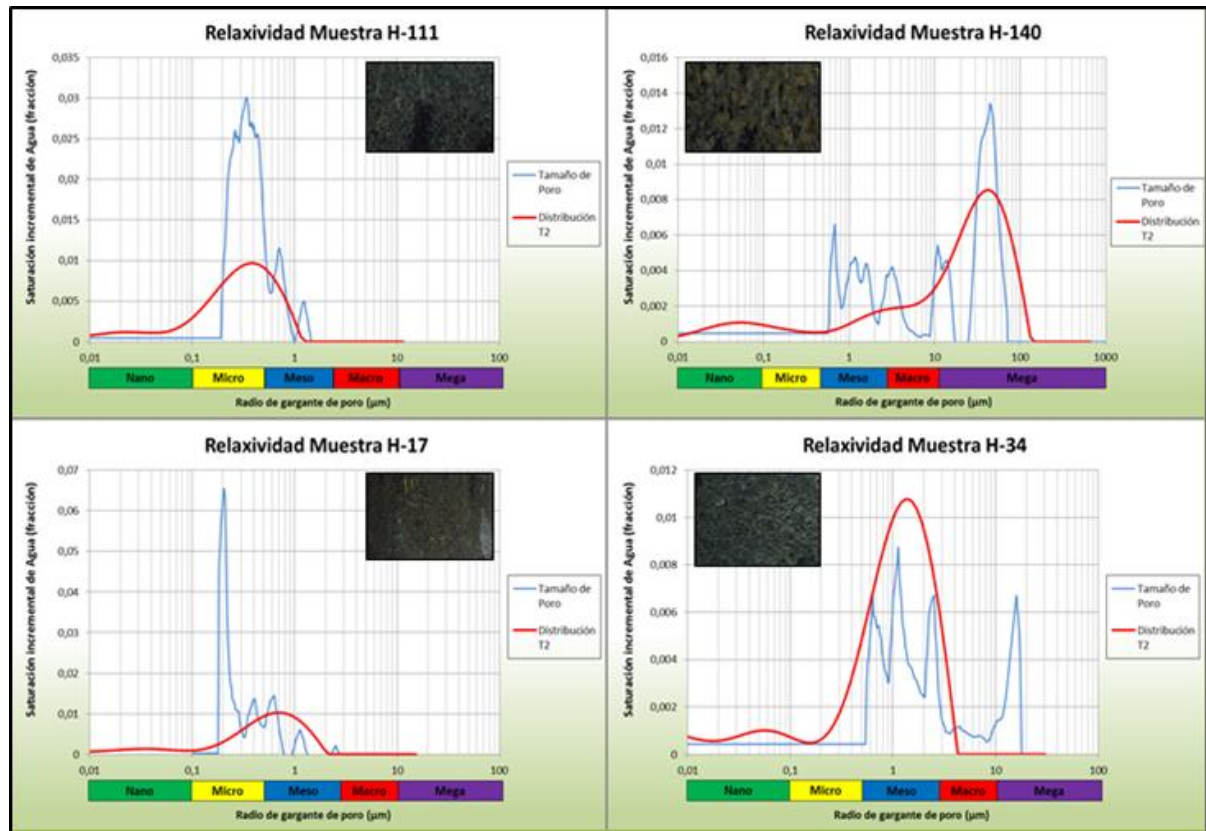 Relaxividad Muestra H-111
Saturación incremental de Agua (fracción)
0,035
0,03
0,025
0,02
0,015
0,01
0,005
0
0,01 0,1 1 10 100
Tamaño de
Poro
Distribución
T2
Nano Micro Meso Macro Mega
Radio de gargante de poro (µm)
Relaxividad Muestra H-140
Saturación incremental de Agua (fracción)
0,016
0,014
0,012
0,01
0,008
0,006
0,004
0,002
0
0,01 0,1 1 10 100 1000
Tamaño de
Poro
Distribución
T2
Nano Micro Meso Macro Mega
Radio de gargante de poro (µm)
Relaxividad Muestra H-17
Saturación incremental de Agua (fracción)
0,07
0,06
0,05
0,04
0,03
0,02
0,01
0
0,01 0,1 1 10 100
Tamaño de
Poro
Distribución
T2
Nano Micro Meso Macro Mega
Radio de gargante de poro (µm)
Relaxividad Muestra H-34
Saturación incremental de Agua (fracción)
0,012
0,01
0,008
0,006
0,004
0,002
0
0,01 0,1 1 10 100
Tamaño de
Poro
Distribución
T2
Nano Micro Meso Macro Mega
Radio de gargante de poro (µm)